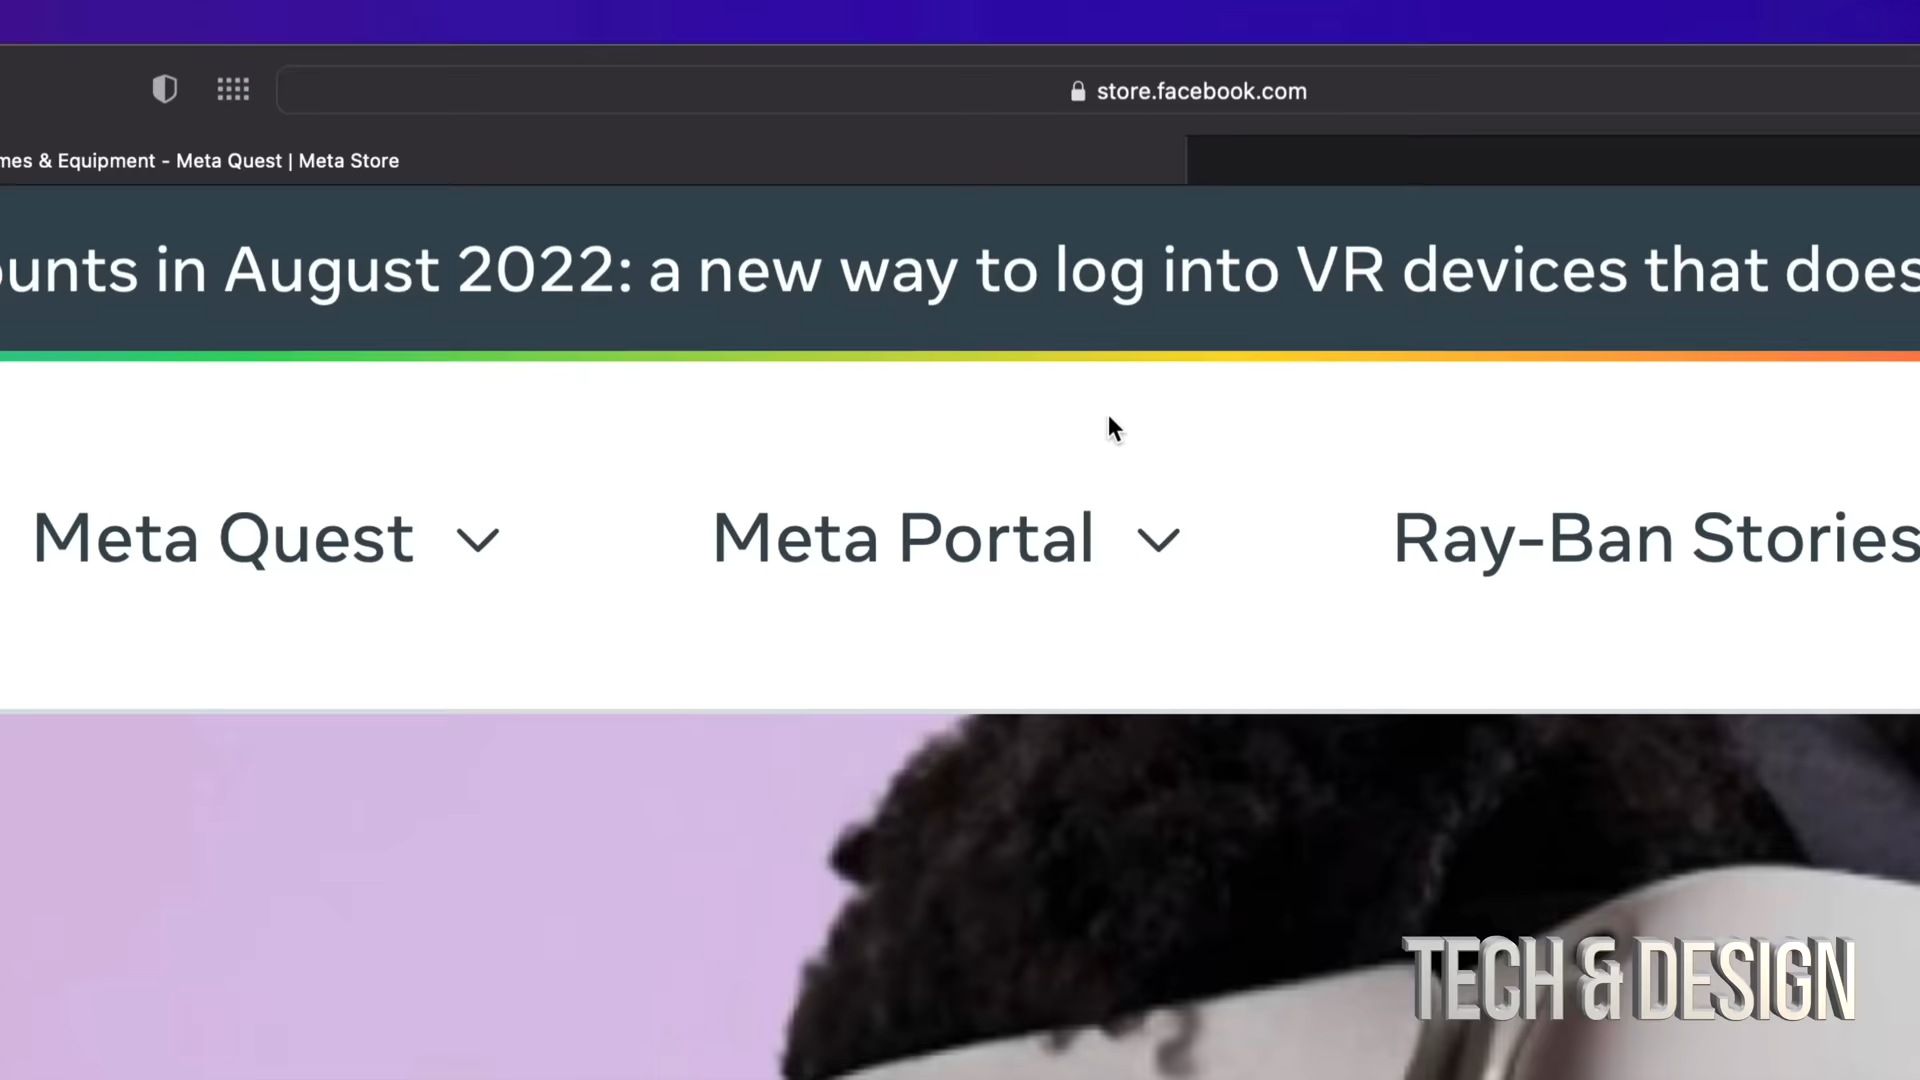 store.facebook.com
mes & Equipment - Meta Quest | Meta Store
ounts in August 2022: a new way to log into VR devices that does
Meta Quest
Meta Portal
Ray-Ban Stories
TECH & DESIGN